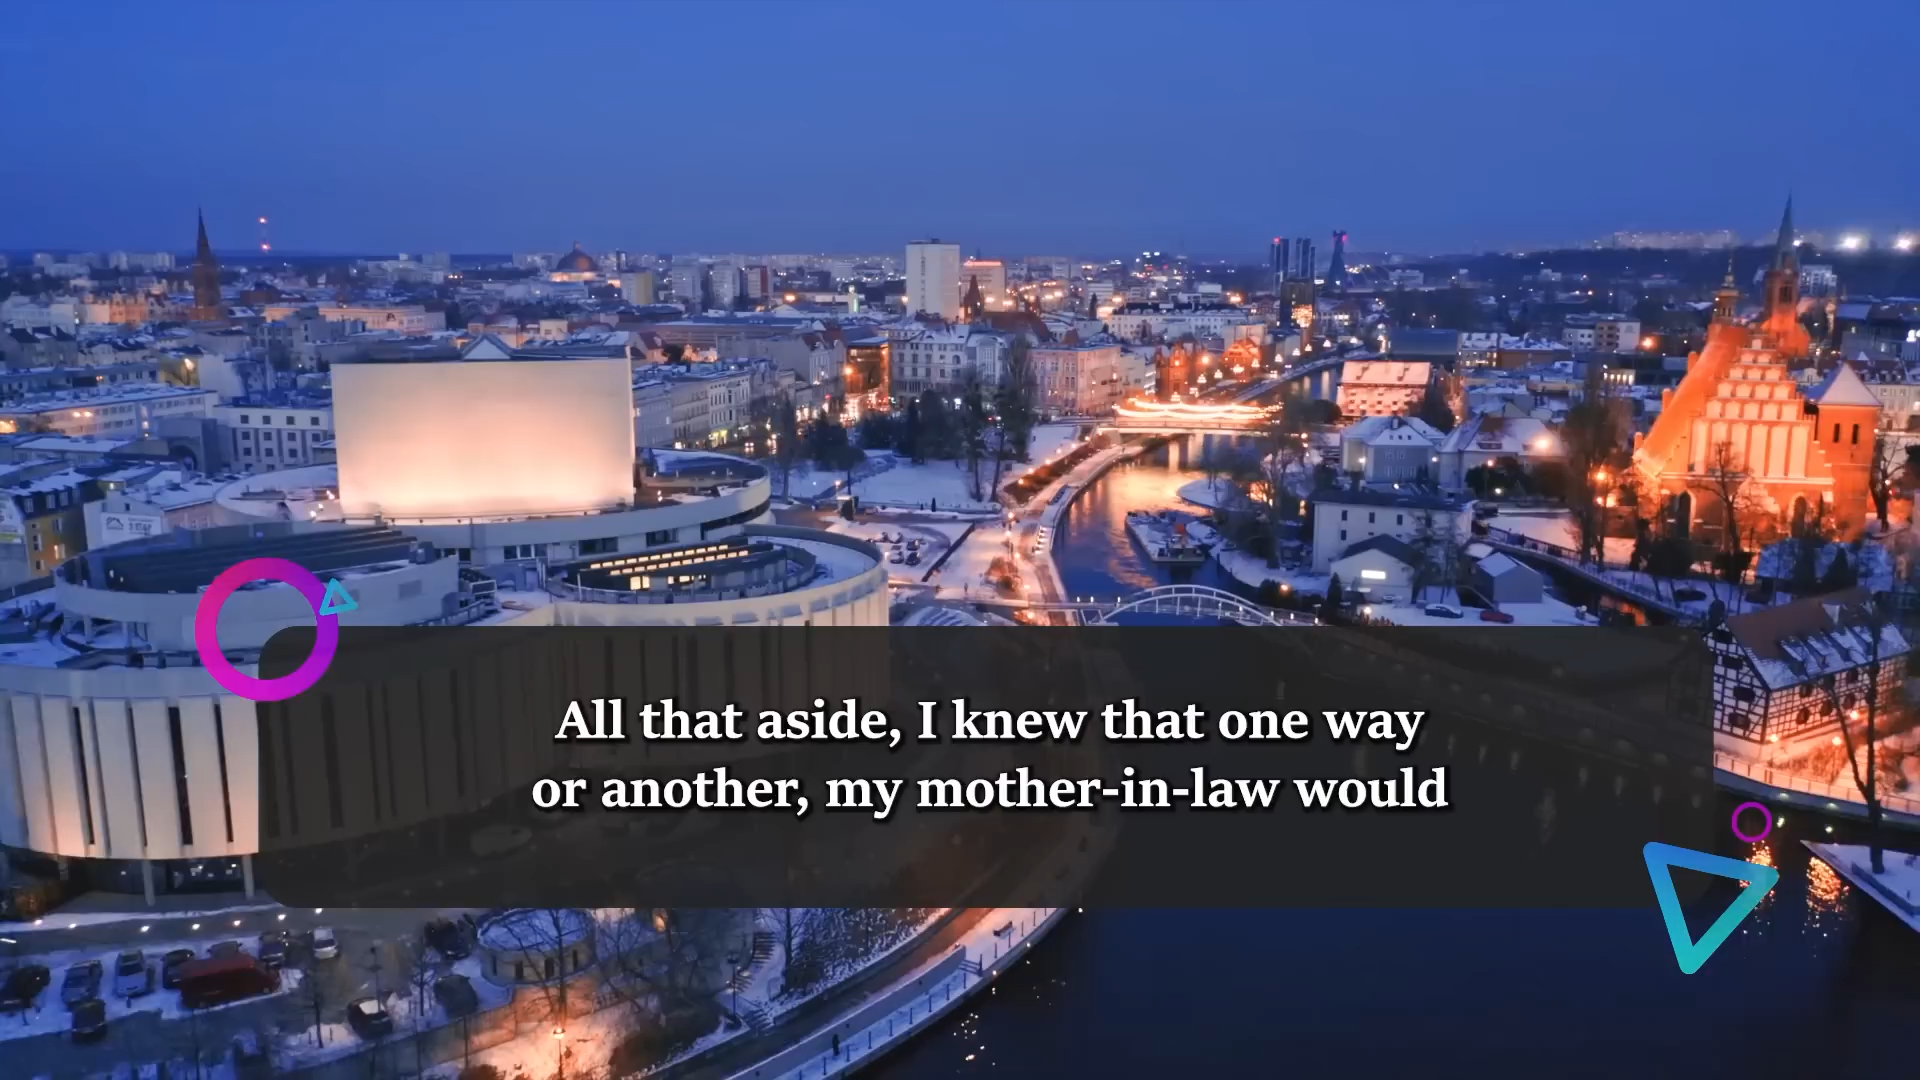 All that aside, I knew that one way
or another, my mother-in-law would